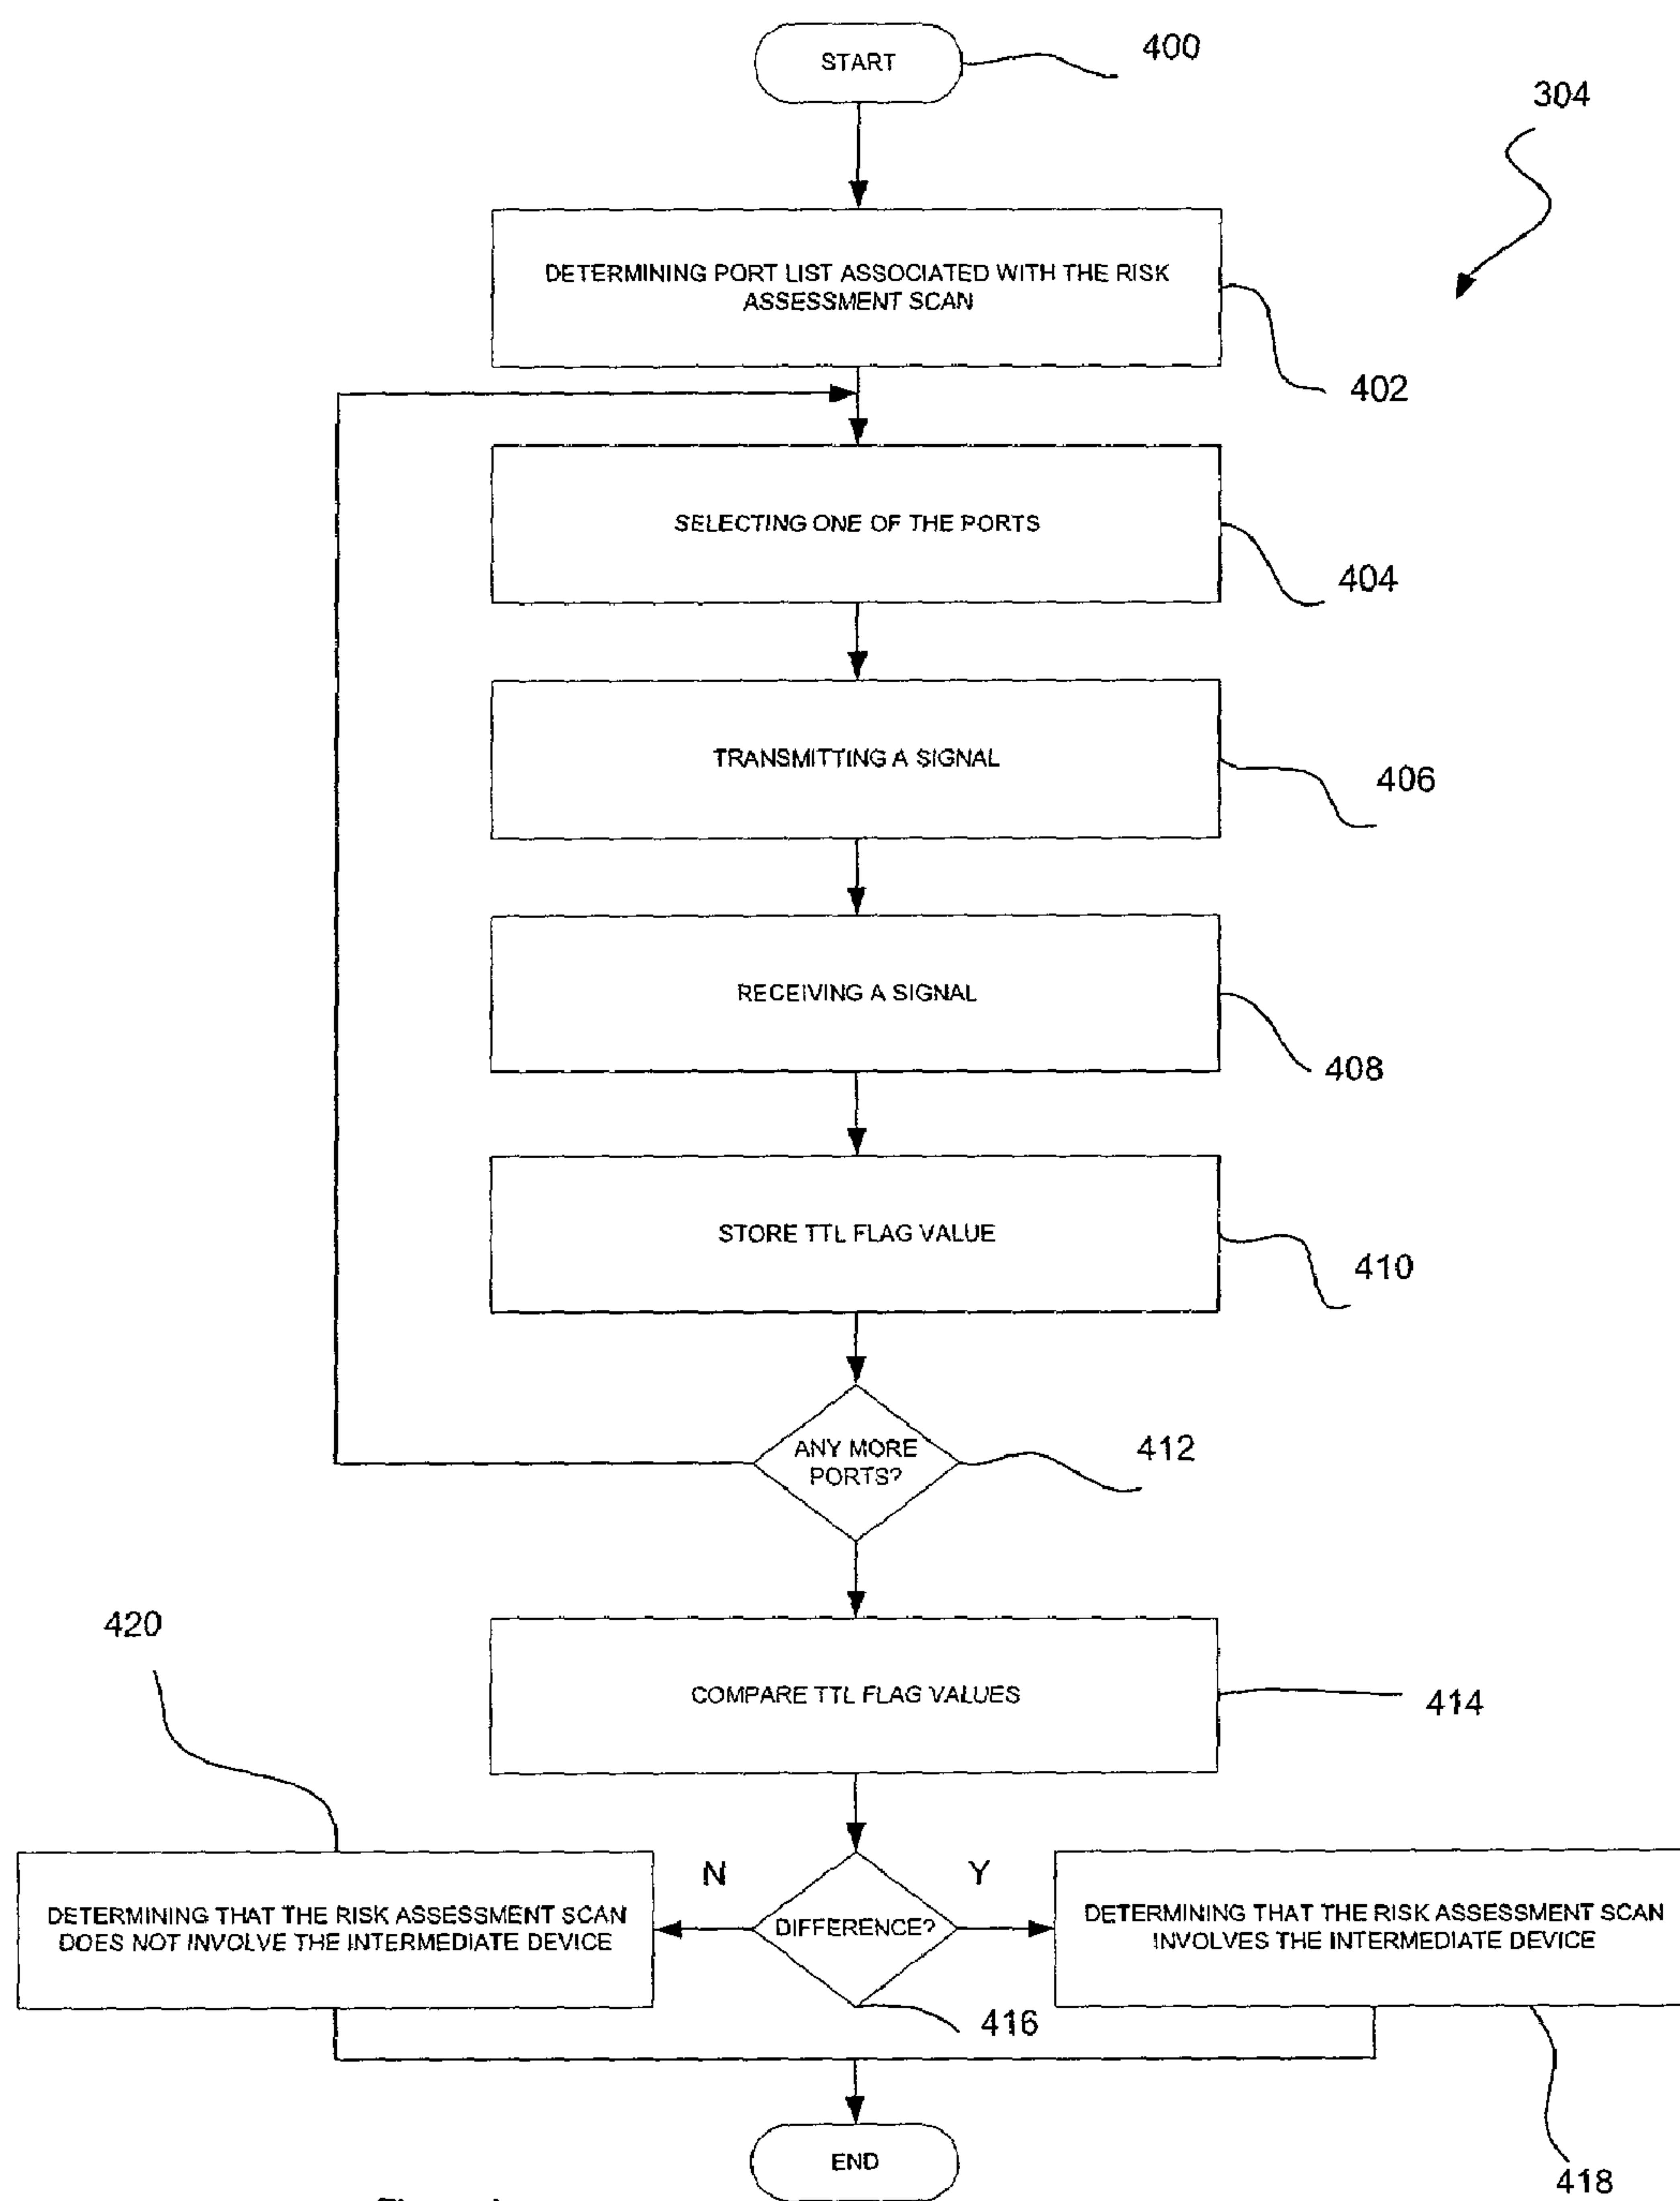 START
400
304
DETERMINING PORT LIST ASSOCIATED WITH THE RISK
ASSESSMENT SCAN
402
SELECTING ONE OF THE PORTS
404
TRANSMITTING A SIGNAL
406
RECEIVING A SIGNAL
408
STORE TTL FLAG VALUE
410
ANY MORE
PORTS?
412
COMPARE TTL FLAG VALUES
414
420
N
Y
DETERMINING THAT THE RISK ASSESSMENT SCAN
DOES NOT INVOLVE THE INTERMEDIATE DEVICE
DIFFERENCE?
DETERMINING THAT THE RISK ASSESSMENT SCAN
INVOLVES THE INTERMEDIATE DEVICE
416
END
418